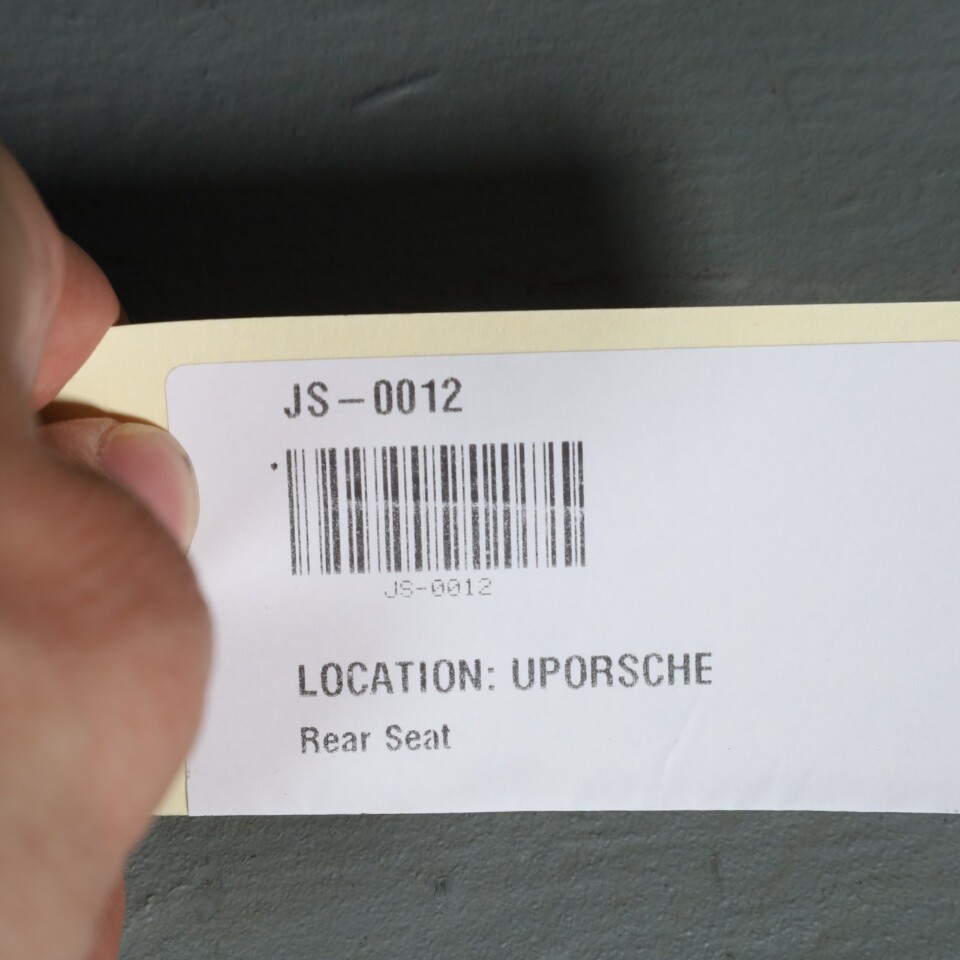 JS-0012
JS-0012
LOCATION: UPORSCHE
Rear Seat